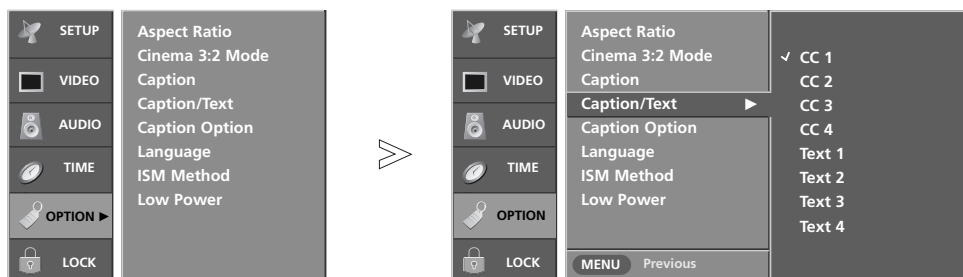 SETUP
VIDEO
AUDIO
TIME
OPTION ►
LOCK
Aspect Ratio
Cinema 3:2 Mode
Caption
Caption/Text
Caption Option
Language
ISM Method
Low Power
SETUP
VIDEO
AUDIO
TIME
OPTION
LOCK
Aspect Ratio
Cinema 3:2 Mode
Caption
Caption/Text ►
Caption Option
Language
ISM Method
Low Power
MENU Previous
✓ CC 1
CC 2
CC 3
CC 4
Text 1
Text 2
Text 3
Text 4